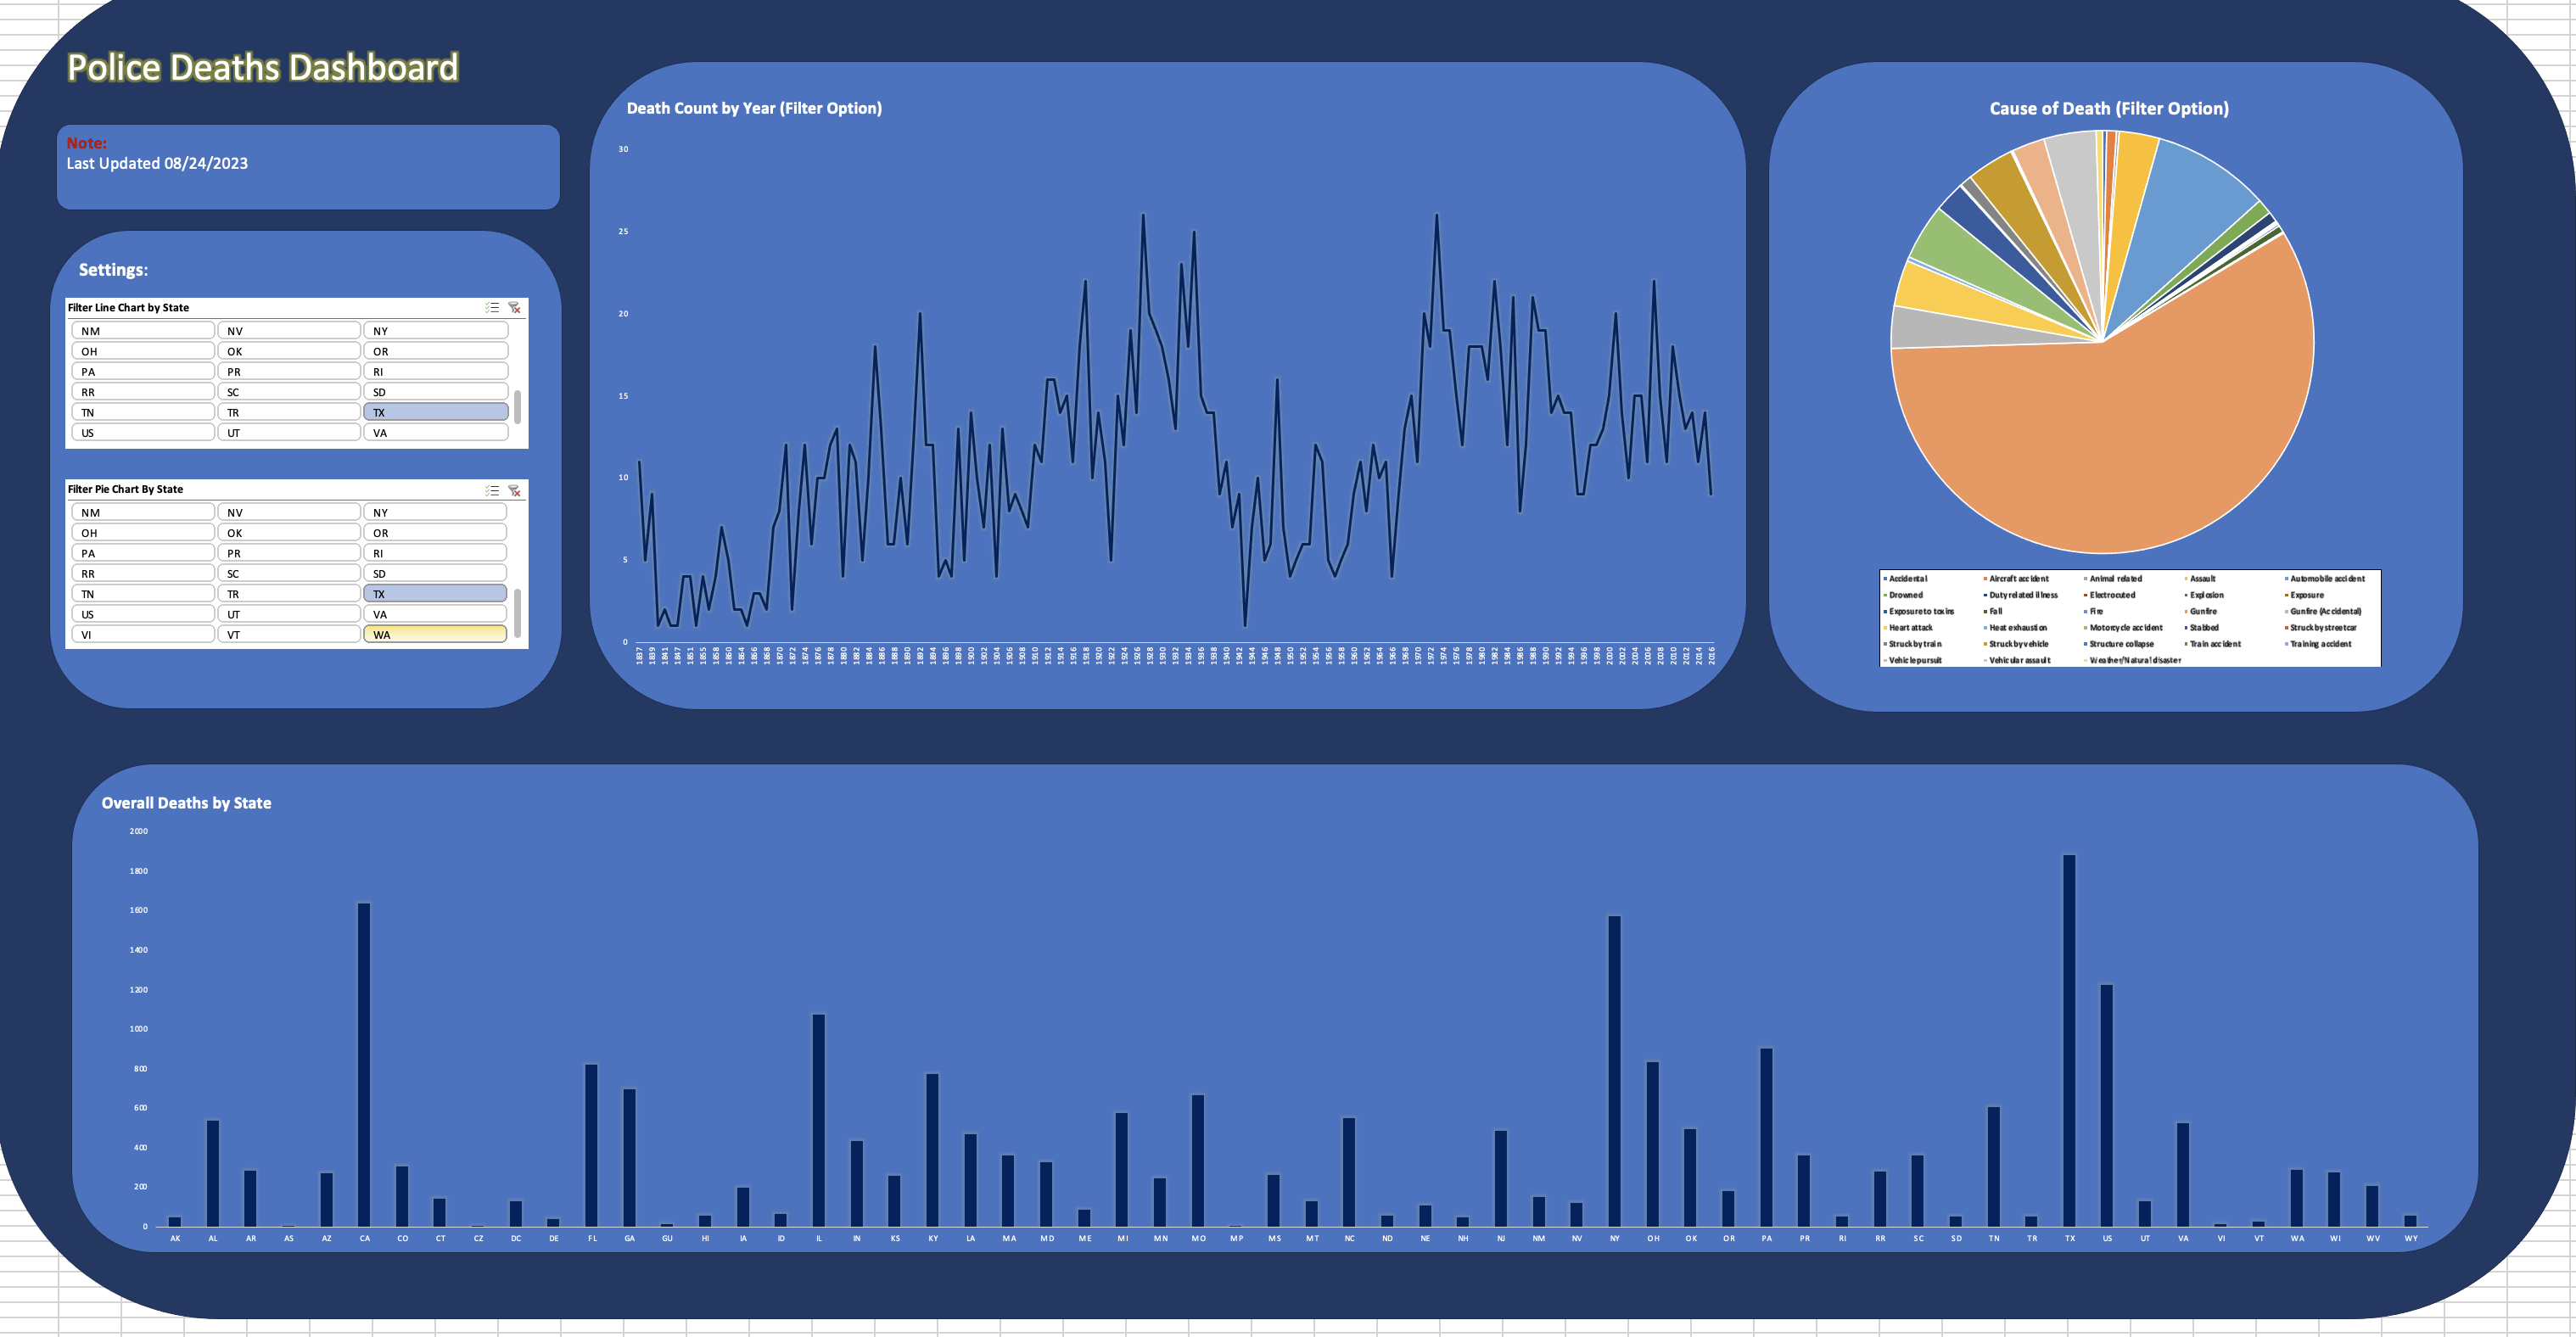 Police Deaths Dashboard
Note:
Last Updated 08/24/2023
Settings:
Filter Line Chart by State
NM NV NY
OH OK OR
PA PR RI
RR SC SD
TN TR TX
US UT VA
Filter Pie Chart By State
NM NV NY
OH OK OR
PA PR RI
RR SC SD
TN TR TX
US UT VA
VI VT WA
Death Count by Year (Filter Option)
30
25
20
15
10
5
0
1837 1839 1841 1847 1851 1855 1858 1860 1864 1866 1868 1870 1872 1874 1876 1878 1880 1882 1884 1886 1888 1890 1892 1894 1896 1898 1900 1902 1904 1906 1908 1910 1912 1914 1916 1918 1920 1922 1924 1926 1928 1930 1932 1934 1936 1938 1940 1942 1944 1946 1948 1950 1952 1954 1956 1958 1960 1962 1964 1966 1968 1970 1972 1974 1976 1978 1980 1982 1984 1986 1988 1990 1992 1994 1996 1998 2000 2002 2004 2006 2008 2010 2012 2014 2016
Cause of Death (Filter Option)
Accidental Aircraft accident Animal related Assault Automobile accident
Drowned Duty related illness Electrocuted Explosion Exposure
Exposure to toxins Fall Fire Gunfire Gunfire (Accidental)
Heart attack Heat exhaustion Motorcycle accident Stabbed Struck by streetcar
Struck by train Struck by vehicle Structure collapse Train accident Training accident
Vehicle pursuit Vehicular assault Weather/Natural disaster
Overall Deaths by State
2000
1800
1600
1400
1200
1000
800
600
400
200
0
AK AL AR AS AZ CA CO CT CZ DC DE FL GA GU HI IA ID IL IN KS KY LA MA MD ME MI MN MO MP MS MT NC ND NE NH NJ NM NV NY OH OK OR PA PR RI RR SC SD TN TR TX US UT VA VI VT WA WI WV WY